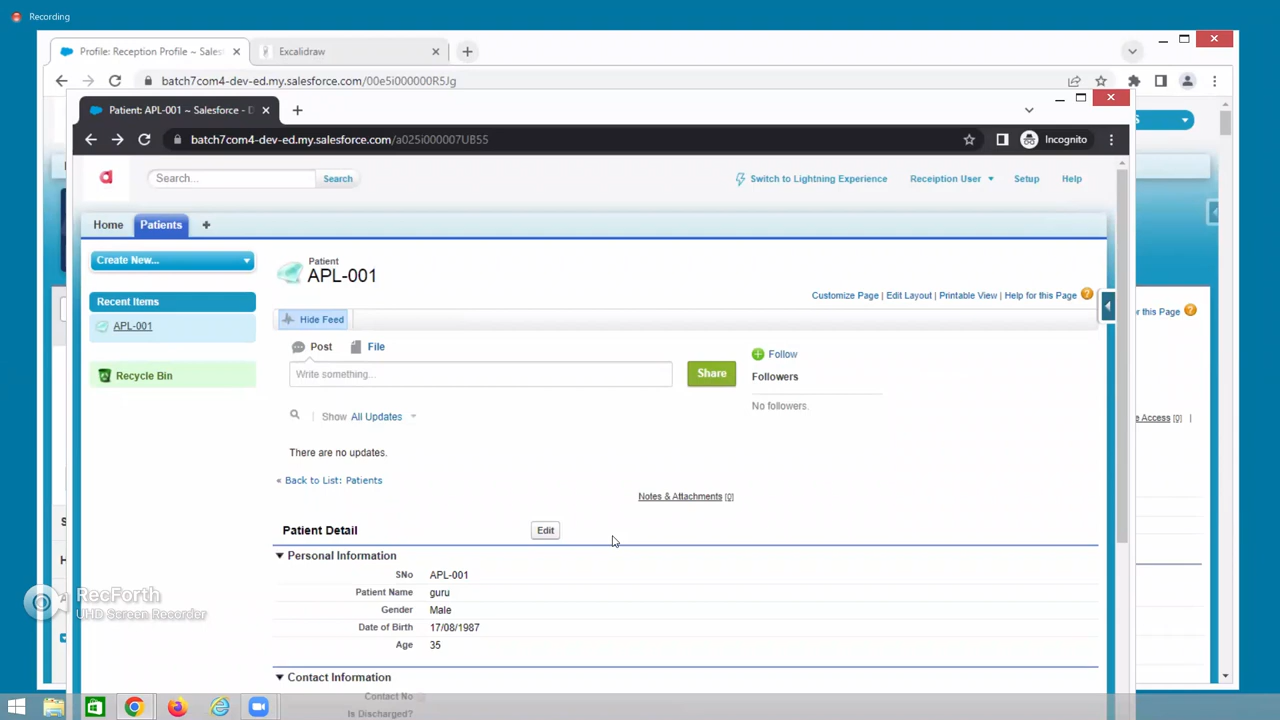 Recording
Profile: Reception Profile ~ Sales
Excalidraw
batch7com4-dev-ed.my.salesforce.com/00e5i000000R5Jg
Patient: APL-001 ~ Salesforce - D
batch7com4-dev-ed.my.salesforce.com/a025i000007UB55
Incognito
Search...
Search
Switch to Lightning Experience
Receiption User
Setup
Help
Home
Patients
Create New...
Recent Items
APL-001
Recycle Bin
Patient
APL-001
Customize Page | Edit Layout | Printable View | Help for this Page
Hide Feed
Post
File
Write something...
Share
Follow
Followers
No followers.
Show All Updates
There are no updates.
« Back to List: Patients
Notes & Attachments [0]
Patient Detail
Edit
Personal Information
SNo APL-001
Patient Name guru
Gender Male
Date of Birth 17/08/1987
Age 35
Contact Information
Contact No
Is Discharged?
or this Page
e Access [0] |
RecForth
UHD Screen Recorder